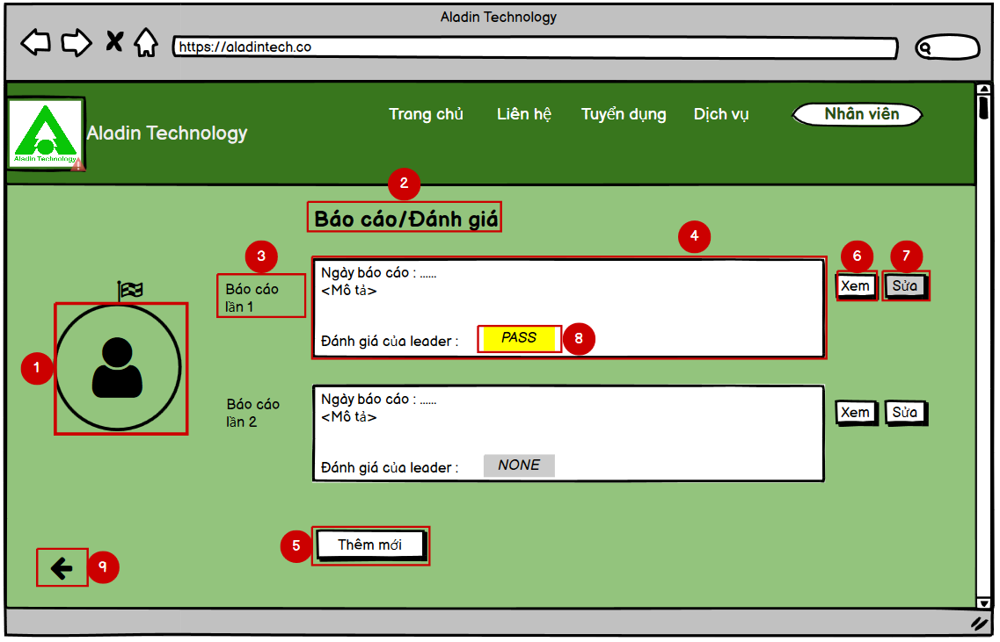 Aladin Technology
https://aladintech.co
Trang chủ Liên hệ Tuyển dụng Dịch vụ Nhân viên
Aladin Technology
Aladin Technology
2
Báo cáo/Đánh giá
3 4 6 7
Báo cáo
lần 1
Ngày báo cáo : ......
<Mô tả>
Đánh giá của leader : PASS
Xem Sửa
8
1
Báo cáo
lần 2
Ngày báo cáo : ......
<Mô tả>
Đánh giá của leader : NONE
Xem Sửa
5 Thêm mới
9